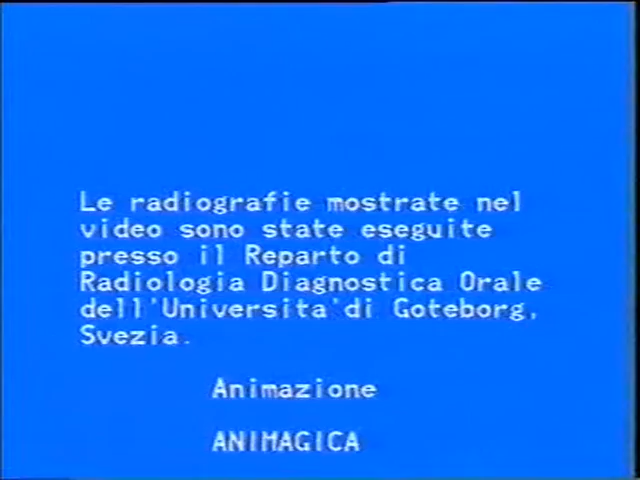 Le radiografie mostrate nel
video sono state eseguite
presso il Reparto di
Radiologia Diagnostica Orale
dell'Universita'di Goteborg,
Svezia.
Animazione
ANIMAGICA